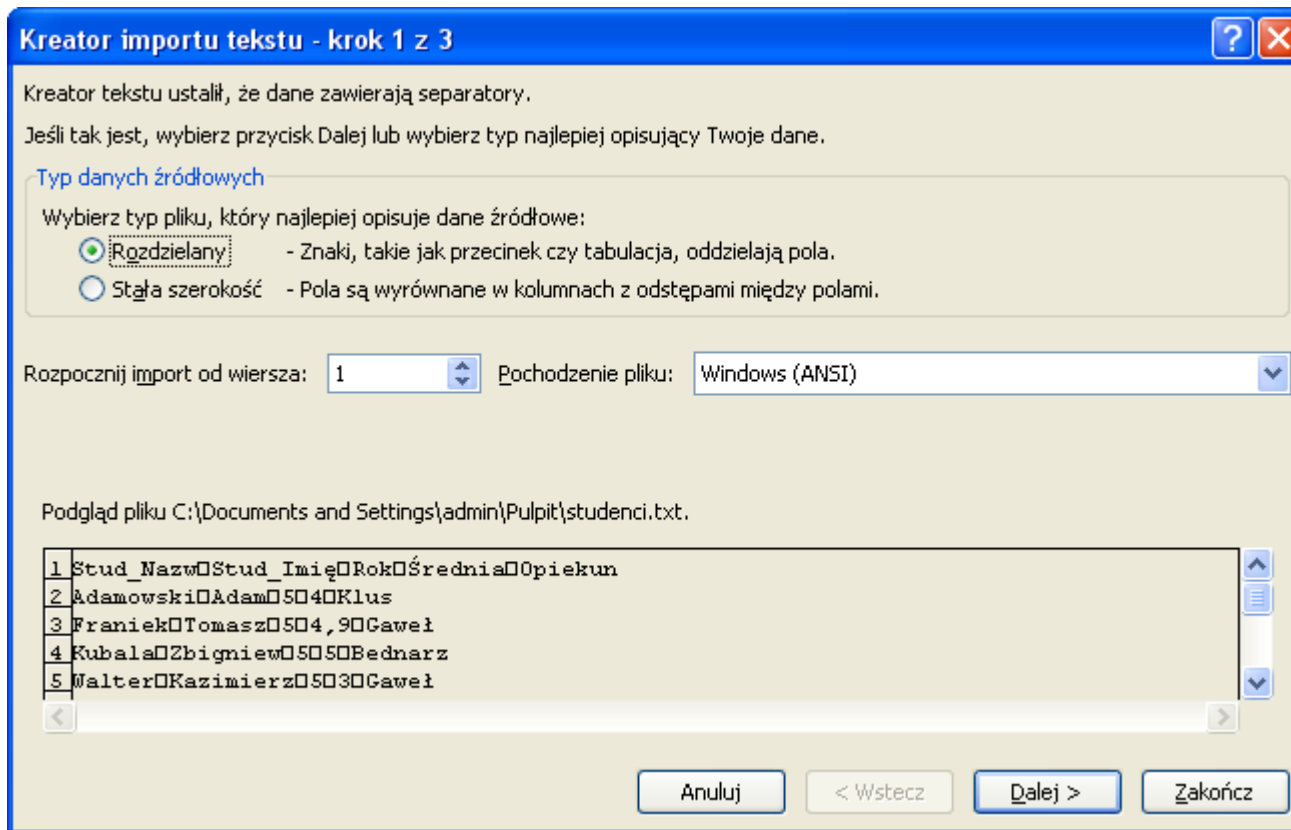 Kreator importu tekstu - krok 1 z 3
Kreator tekstu ustalił, że dane zawierają separatory.
Jeśli tak jest, wybierz przycisk Dalej lub wybierz typ najlepiej opisujący Twoje dane.
Typ danych źródłowych
Wybierz typ pliku, który najlepiej opisuje dane źródłowe:
Rozdzielany - Znaki, takie jak przecinek czy tabulacja, oddzielają pola.
Stała szerokość - Pola są wyrównane w kolumnach z odstępami między polami.
Rozpocznij import od wiersza: 1 Pochodzenie pliku: Windows (ANSI)
Podgląd pliku C:\Documents and Settings\admin\Pulpit\studenci.txt.
1 Stud_Nazw□Stud_Imię□Rok□Średnia□Opiekun
2 Adamowski□Adam□5□4□Klus
3 Franiek□Tomasz□5□4,9□Gaweł
4 Kubala□Zbigniew□5□5□Bednarz
5 Walter□Kazimierz□5□3□Gaweł
Anuluj < Wstecz Dalej > Zakończ